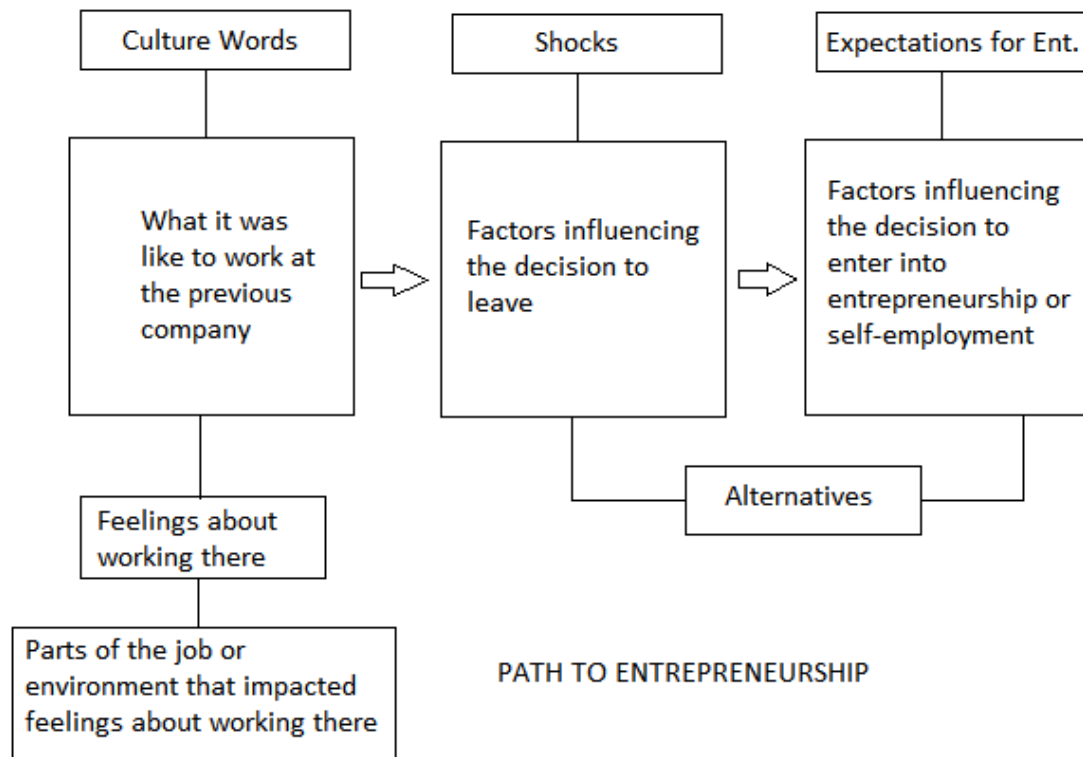 Culture Words
Shocks
Expectations for Ent.
What it was
like to work at
the previous
company
Factors influencing
the decision to
leave
Factors influencing
the decision to
enter into
entrepreneurship or
self-employment
Alternatives
Feelings about
working there
Parts of the job or
environment that impacted
feelings about working there
PATH TO ENTREPRENEURSHIP